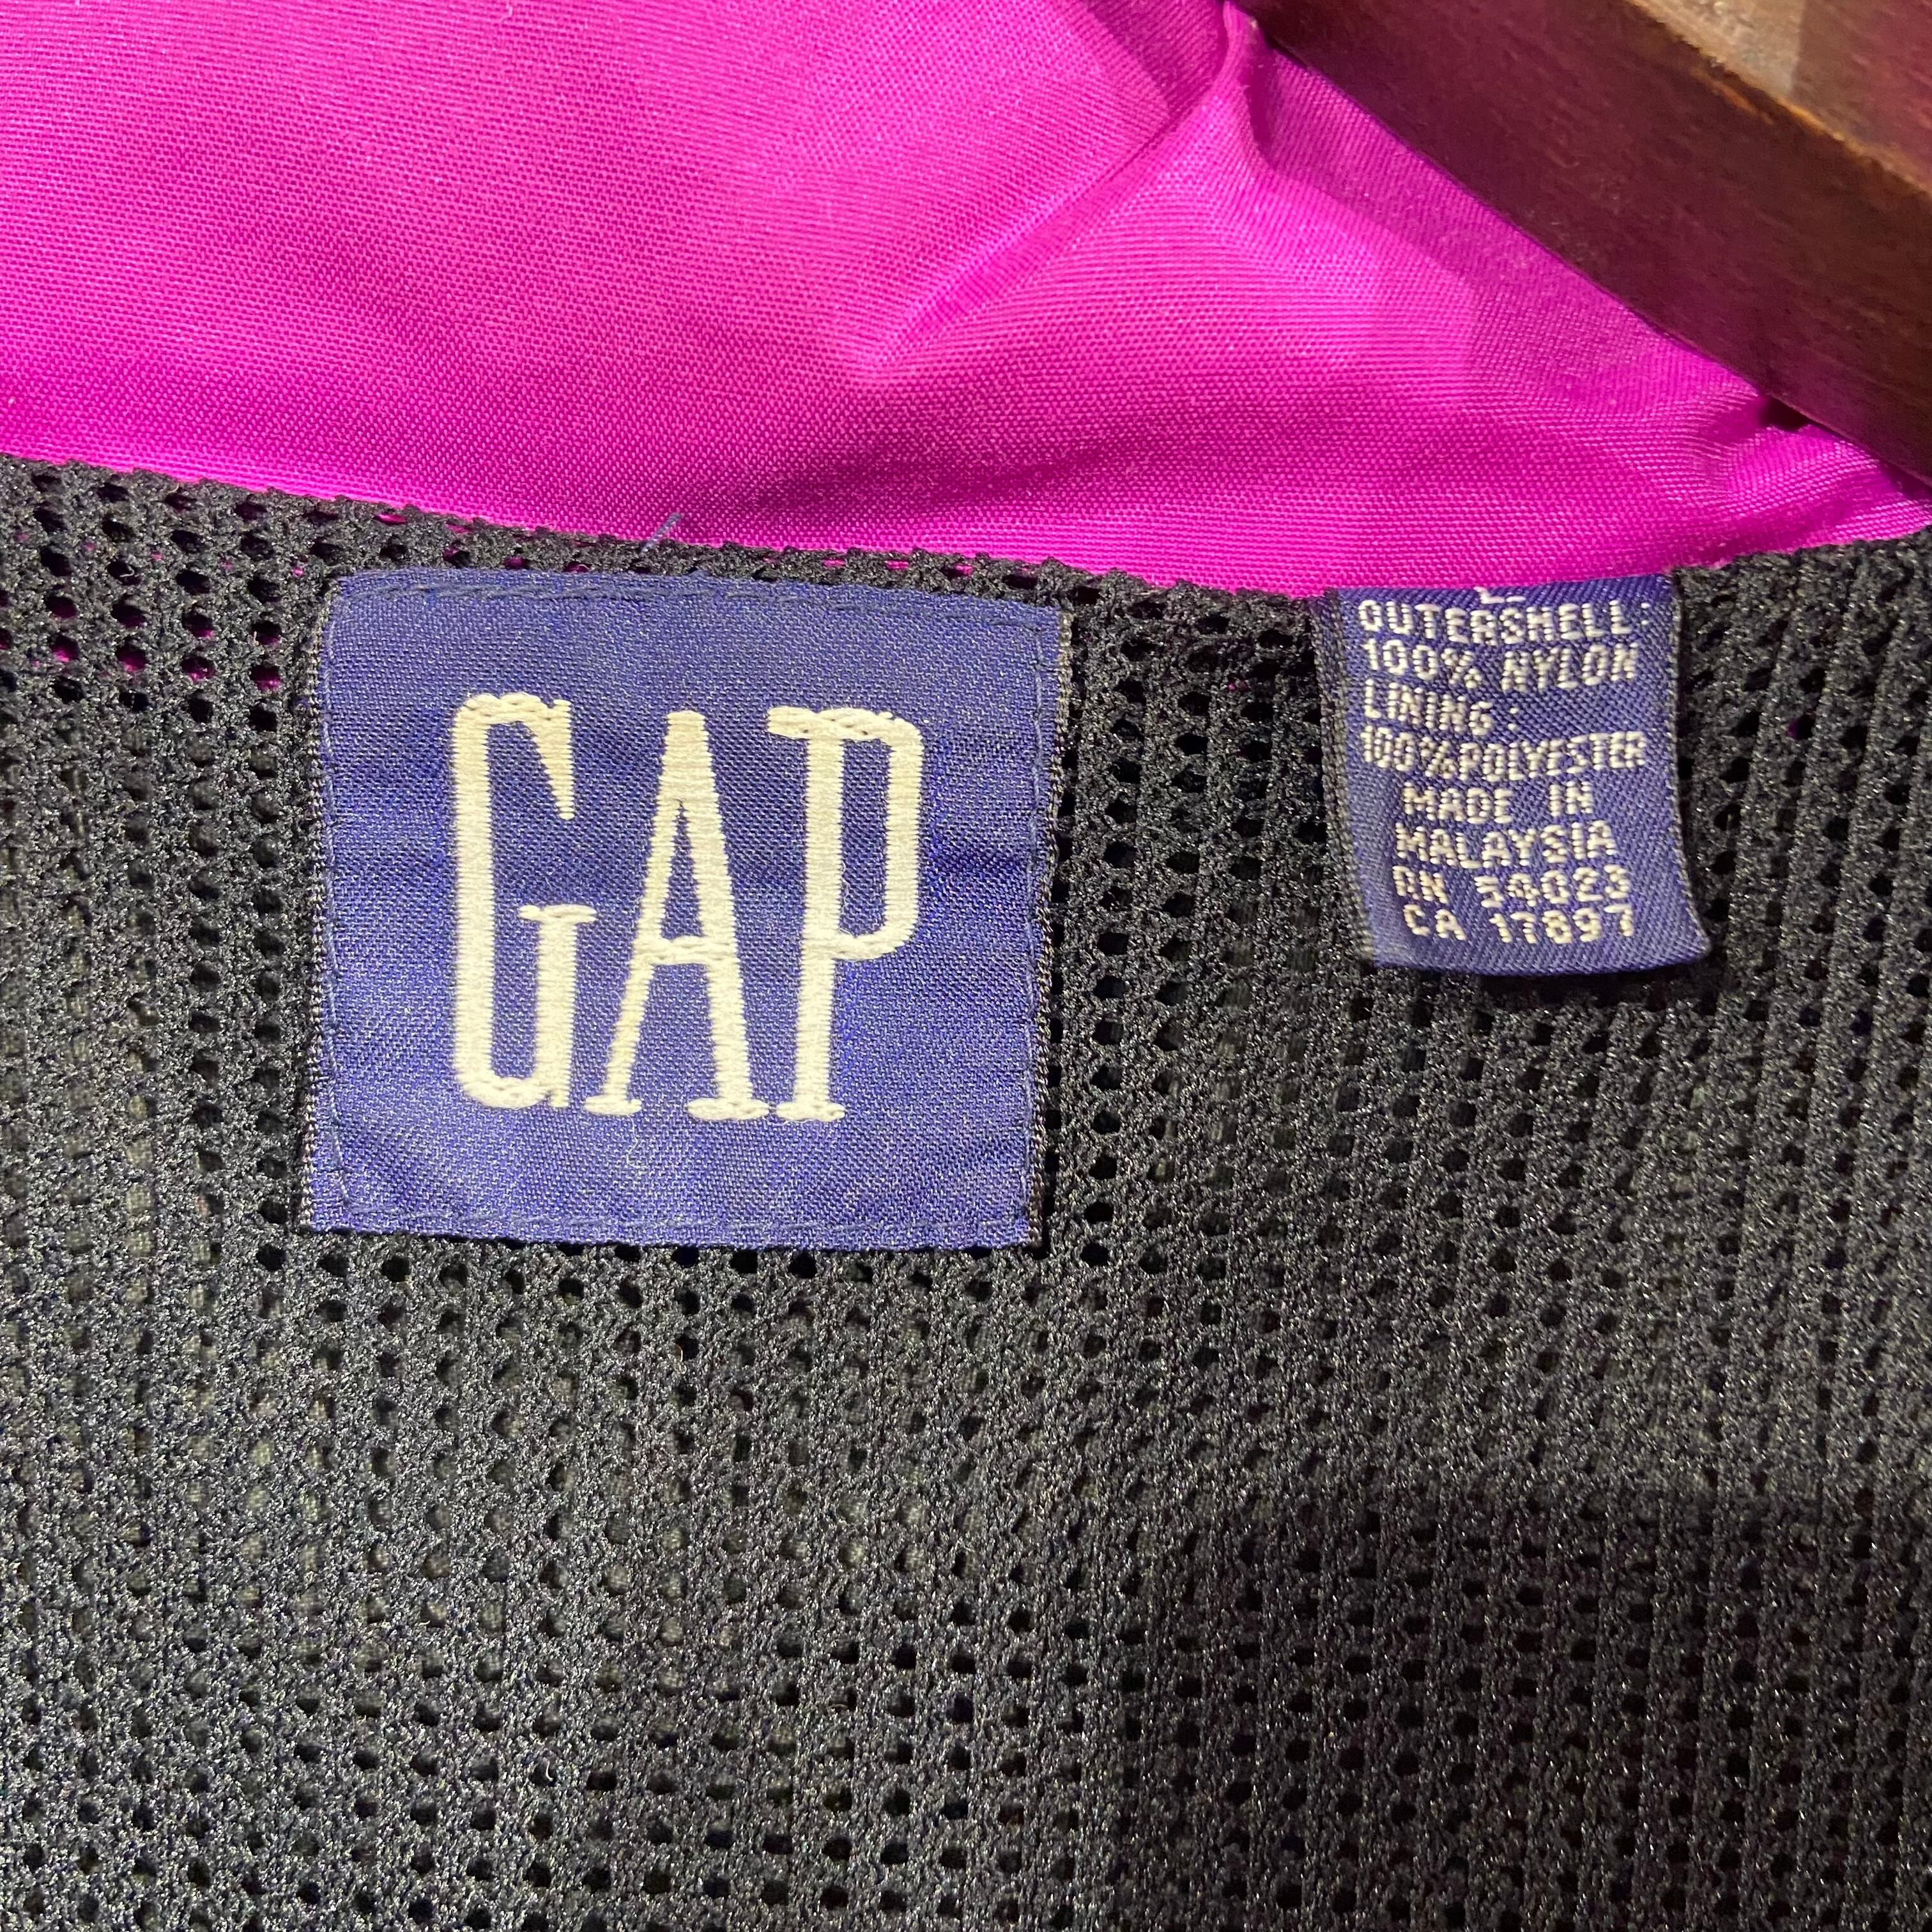 GAP
L
OUTERSHELL:
100% NYLON
LINING:
100% POLYESTER
MADE IN
MALAYSIA
RN 54023
CA 17897